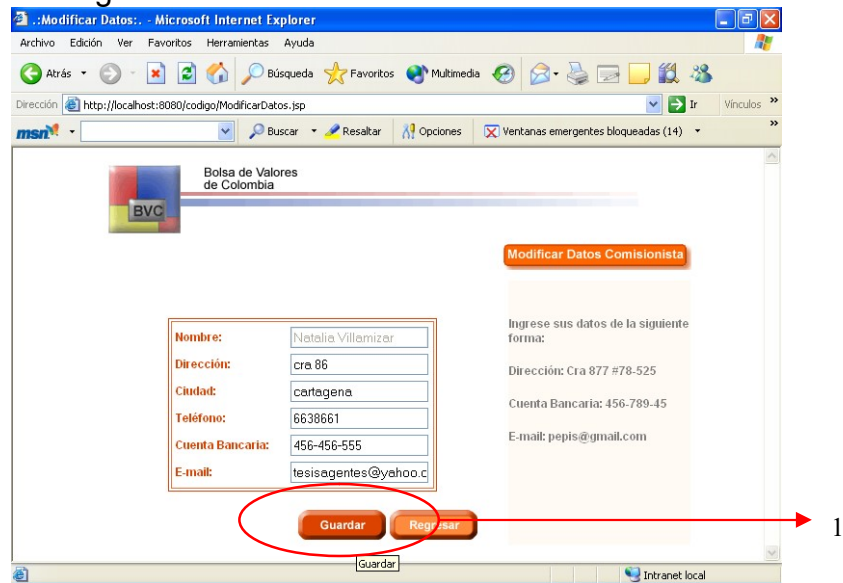 .:Modificar Datos:. - Microsoft Internet Explorer
Archivo Edición Ver Favoritos Herramientas Ayuda
Atrás Búsqueda Favoritos Multimedia
Dirección http://localhost:8080/codigo/ModificarDatos.jsp Ir Vínculos »
msn Buscar Resaltar Opciones Ventanas emergentes bloqueadas (14) »
Bolsa de Valores
de Colombia
BVC
Modificar Datos Comisionista
Ingrese sus datos de la siguiente
forma:
Dirección: Cra 877 #78-525
Cuenta Bancaria: 456-789-45
E-mail: pepis@gmail.com
Nombre: Natalia Villamizar
Dirección: cra 86
Ciudad: cartagena
Teléfono: 6638661
Cuenta Bancaria: 456-456-555
E-mail: tesisagentes@yahoo.c
Guardar Regresar
1
Guardar
Intranet local